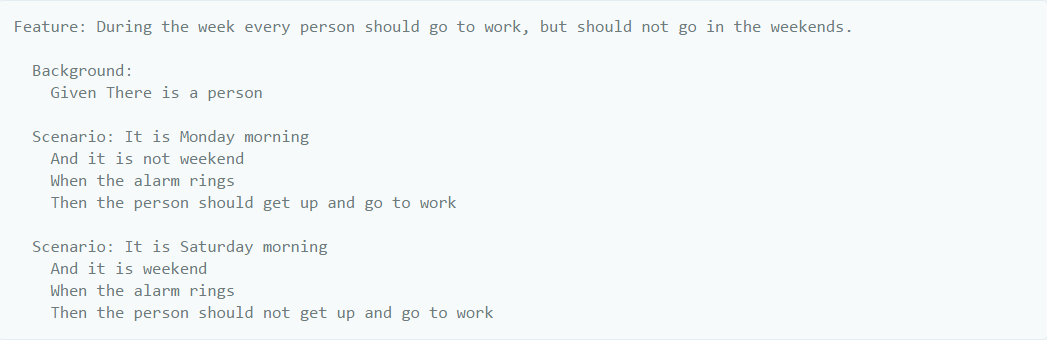 Feature: During the week every person should go to work, but should not go in the weekends.
Background:
Given There is a person
Scenario: It is Monday morning
And it is not weekend
When the alarm rings
Then the person should get up and go to work
Scenario: It is Saturday morning
And it is weekend
When the alarm rings
Then the person should not get up and go to work